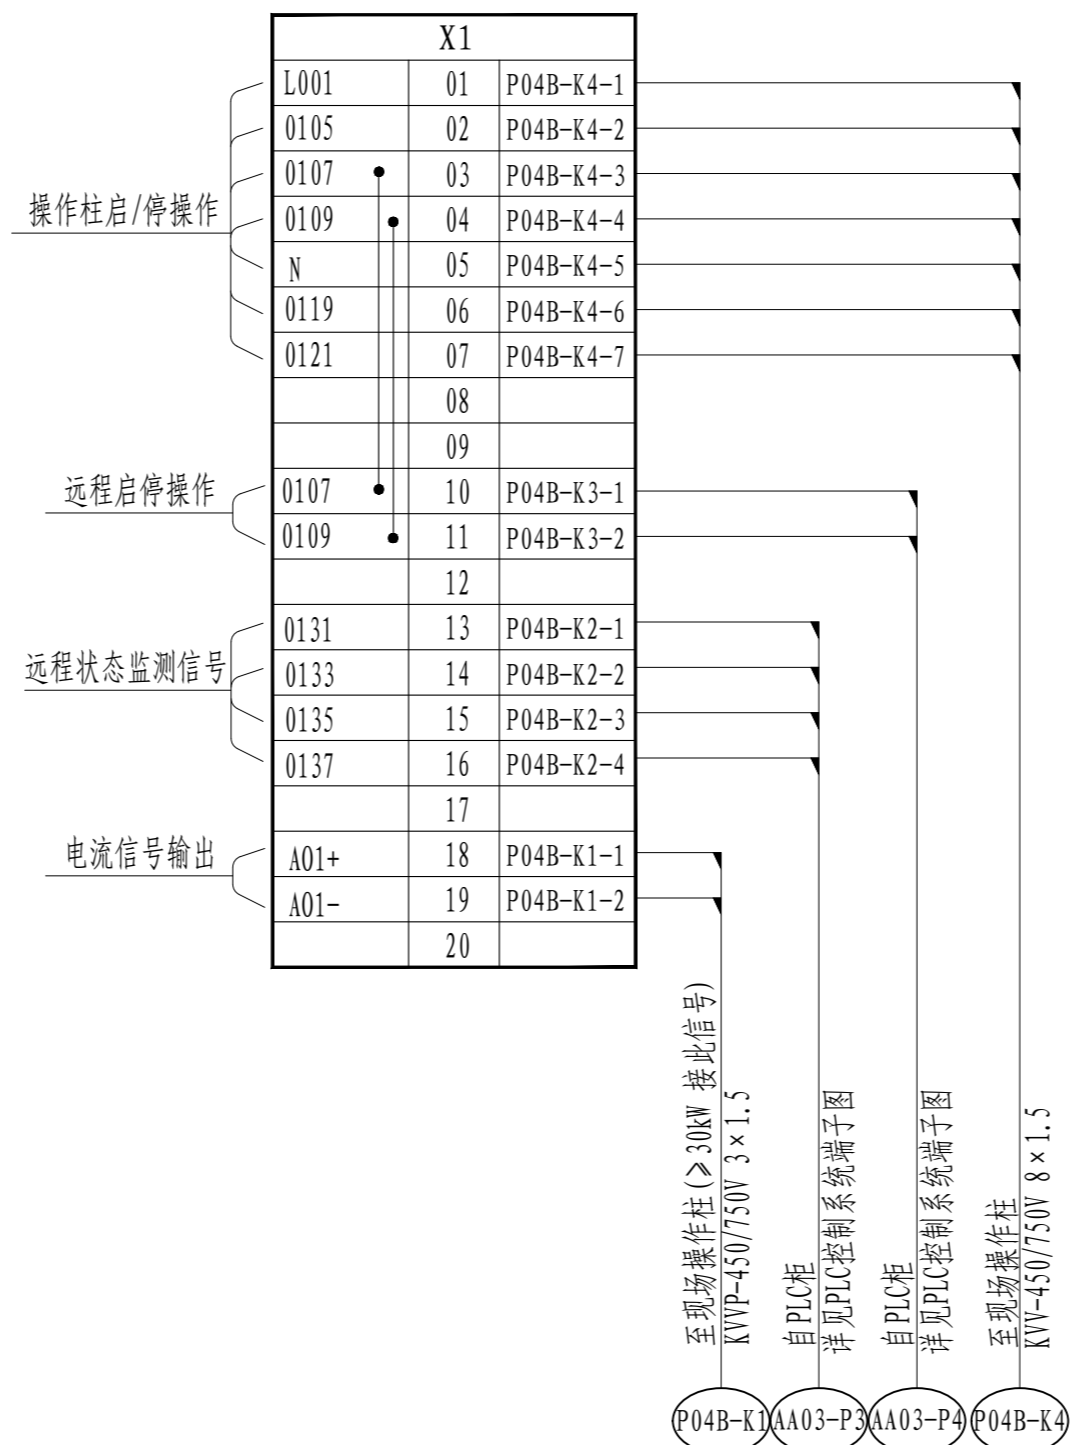 X1
L001 01 P04B-K4-1
0105 02 P04B-K4-2
0107 03 P04B-K4-3
操作柱启/停操作
0109 04 P04B-K4-4
N 05 P04B-K4-5
0119 06 P04B-K4-6
0121 07 P04B-K4-7
08
09
远程启停操作
0107 10 P04B-K3-1
0109 11 P04B-K3-2
12
0131 13 P04B-K2-1
远程状态监测信号
0133 14 P04B-K2-2
0135 15 P04B-K2-3
0137 16 P04B-K2-4
17
电流信号输出
A01+ 18 P04B-K1-1
A01- 19 P04B-K1-2
20
至现场操作柱(≥30kW 接此信号)
KVVP-450/750V 3×1.5
自PLC柜
详见PLC控制系统端子图
自PLC柜
详见PLC控制系统端子图
至现场操作柱
KVV-450/750V 8×1.5
P04B-K1
AA03-P3
AA03-P4
P04B-K4